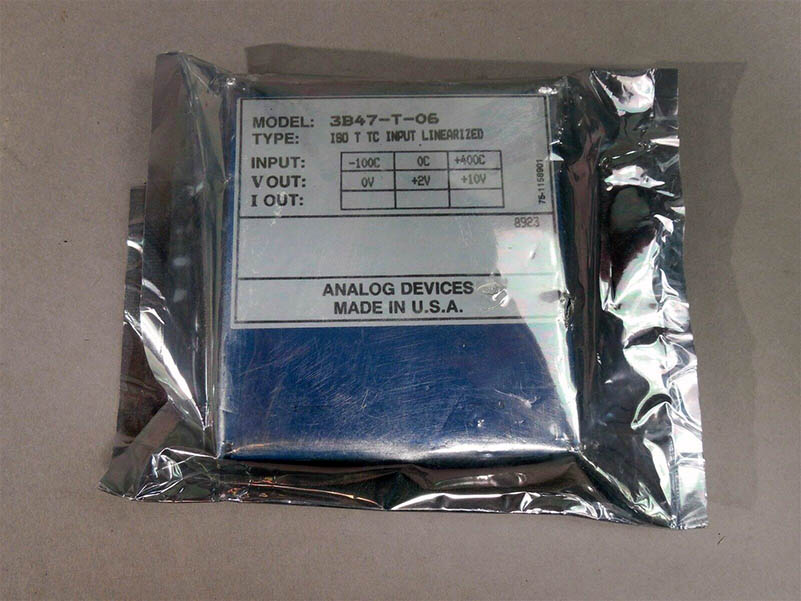 MODEL: 3B47-T-06
TYPE: ISO T TC INPUT LINEARIZED
INPUT: -100C 0C +400C
V OUT: 0V +2V +10V
I OUT:
75-1158901
8923
ANALOG DEVICES
MADE IN U.S.A.